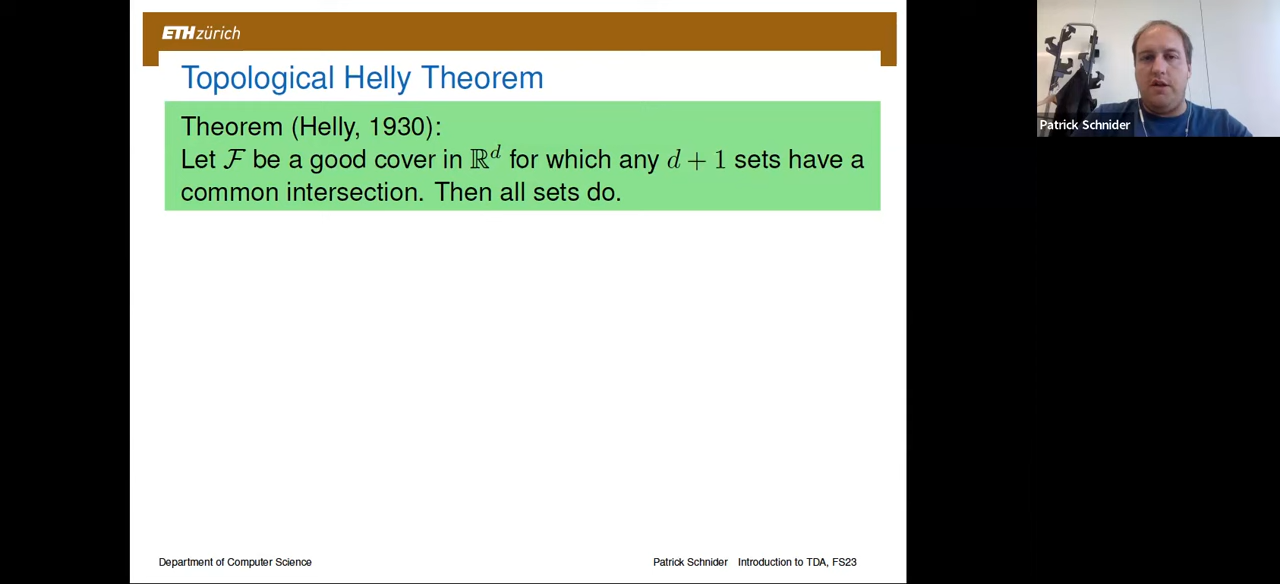 ETH zürich
Topological Helly Theorem
Theorem (Helly, 1930):
Let ℱ be a good cover in ℝᵈ for which any d + 1 sets have a
common intersection. Then all sets do.
Department of Computer Science
Patrick Schnider Introduction to TDA, FS23
Patrick Schnider